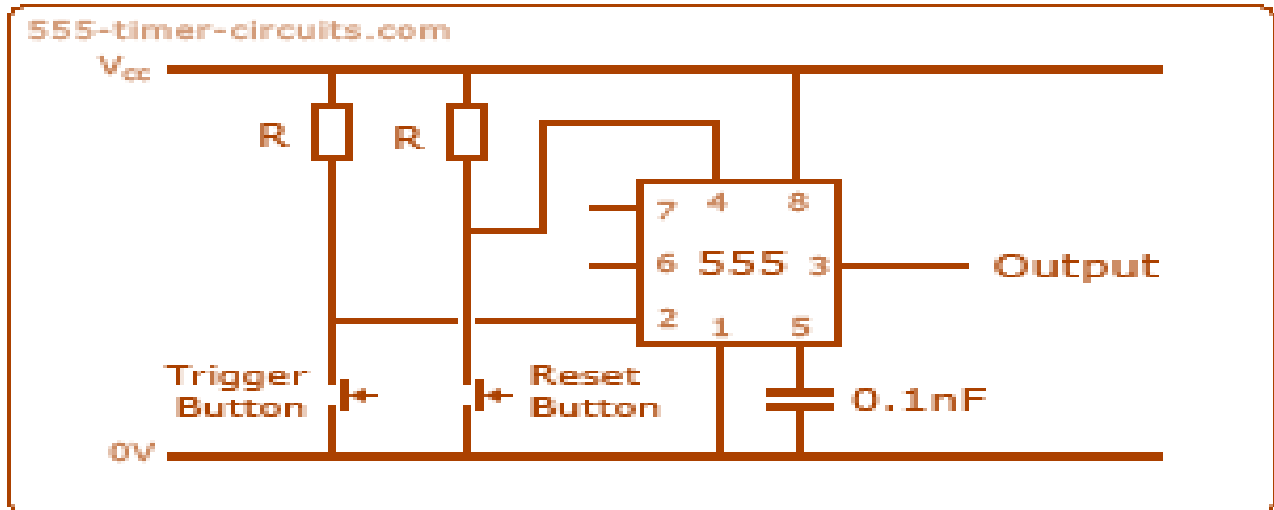 555-timer-circuits.com
Vcc
R
R
7
4
8
6
555
3
Output
2
1
5
Trigger
Button
Reset
Button
0.1nF
0V